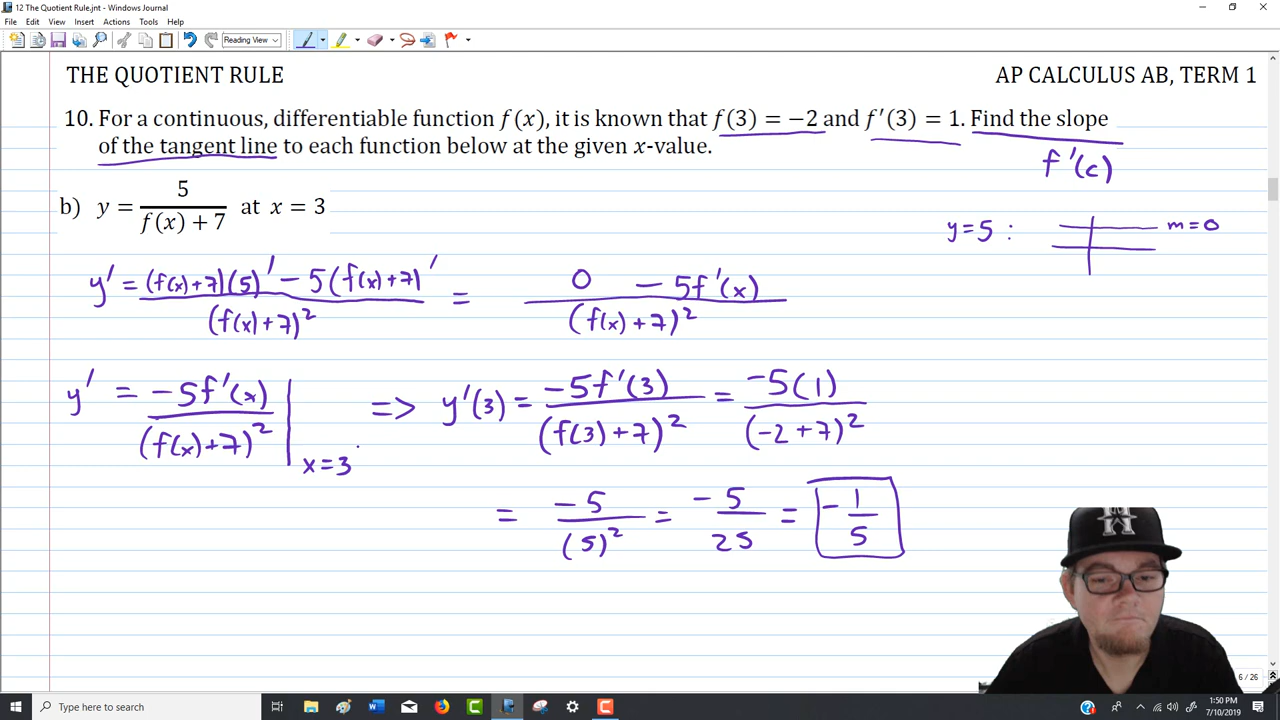 12 The Quotient Rule.jnt - Windows Journal
File Edit View Insert Actions Tools Help
Reading View
THE QUOTIENT RULE AP CALCULUS AB, TERM 1
10. For a continuous, differentiable function f(x), it is known that f(3) = −2 and f′(3) = 1. Find the slope
of the tangent line to each function below at the given x-value.
f'(c)
b) y = 5 / (f(x) + 7) at x = 3
y=5 : m=0
y' = ((f(x)+7)(5)' − 5(f(x)+7)') / (f(x)+7)² = (0 − 5f'(x)) / (f(x)+7)²
y' = −5f'(x) / (f(x)+7)² | x=3 => y'(3) = −5f'(3) / (f(3)+7)² = −5(1) / (−2+7)²
= −5 / (5)² = −5 / 25 = −1/5
6 / 26
Type here to search
1:50 PM
7/10/2019